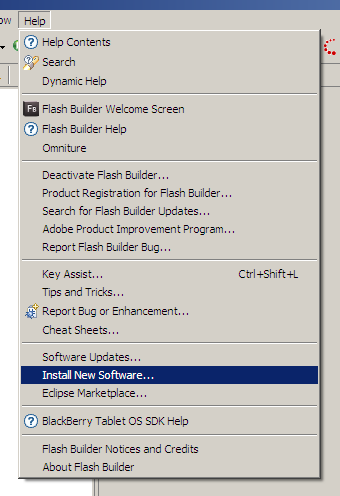 Help
Help Contents
Search
Dynamic Help
Fb Flash Builder Welcome Screen
Flash Builder Help
Omniture
Deactivate Flash Builder...
Product Registration for Flash Builder...
Search for Flash Builder Updates...
Adobe Product Improvement Program...
Report Flash Builder Bug...
Key Assist... Ctrl+Shift+L
Tips and Tricks...
Report Bug or Enhancement...
Cheat Sheets...
Software Updates...
Install New Software...
Eclipse Marketplace...
BlackBerry Tablet OS SDK Help
Flash Builder Notices and Credits
About Flash Builder